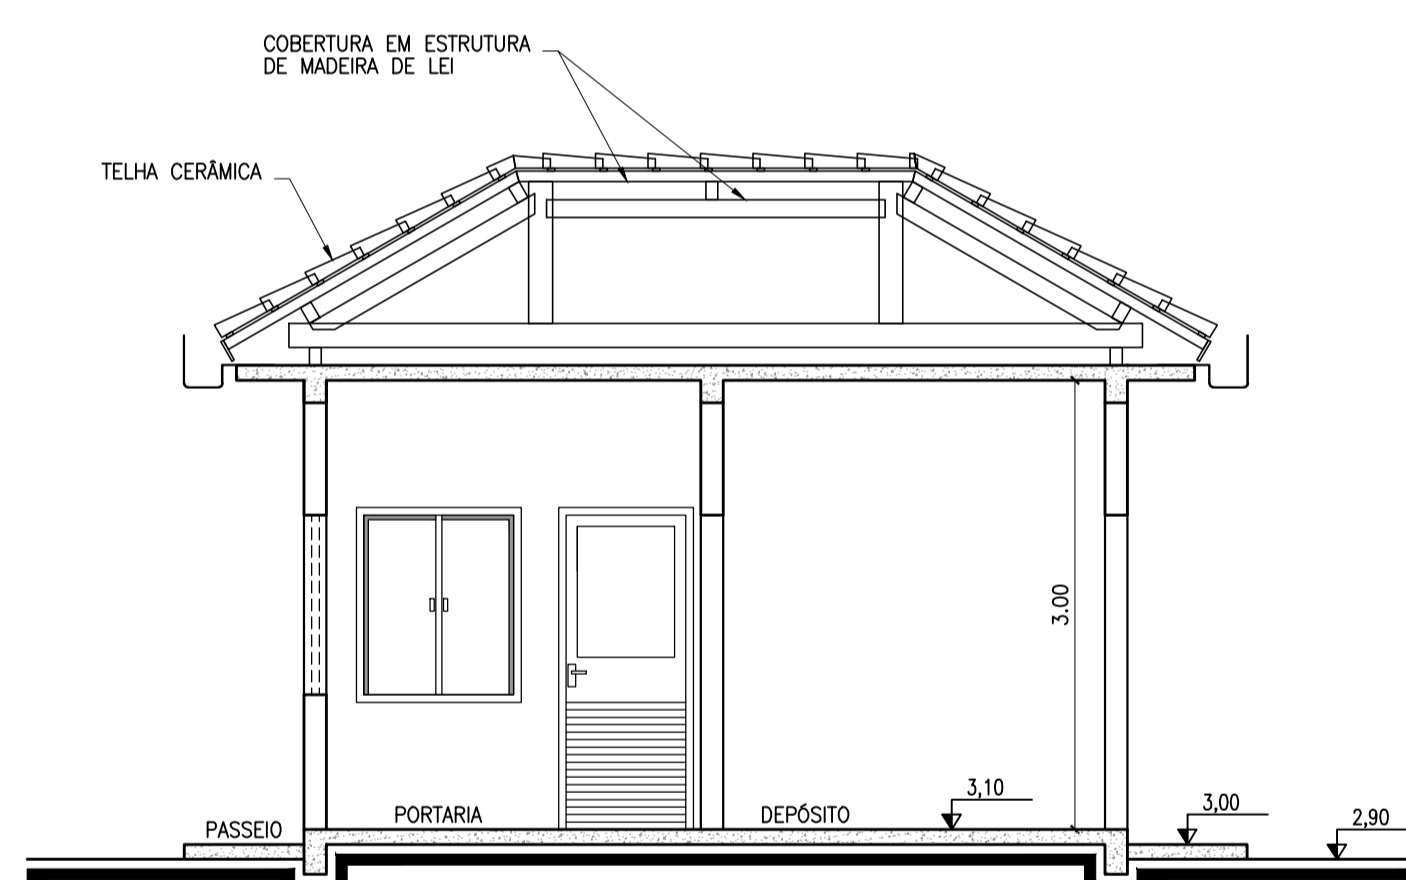 COBERTURA EM ESTRUTURA
DE MADEIRA DE LEI
TELHA CERÂMICA
3.00
3,10
3,00
2,90
PASSEIO
PORTARIA
DEPÓSITO